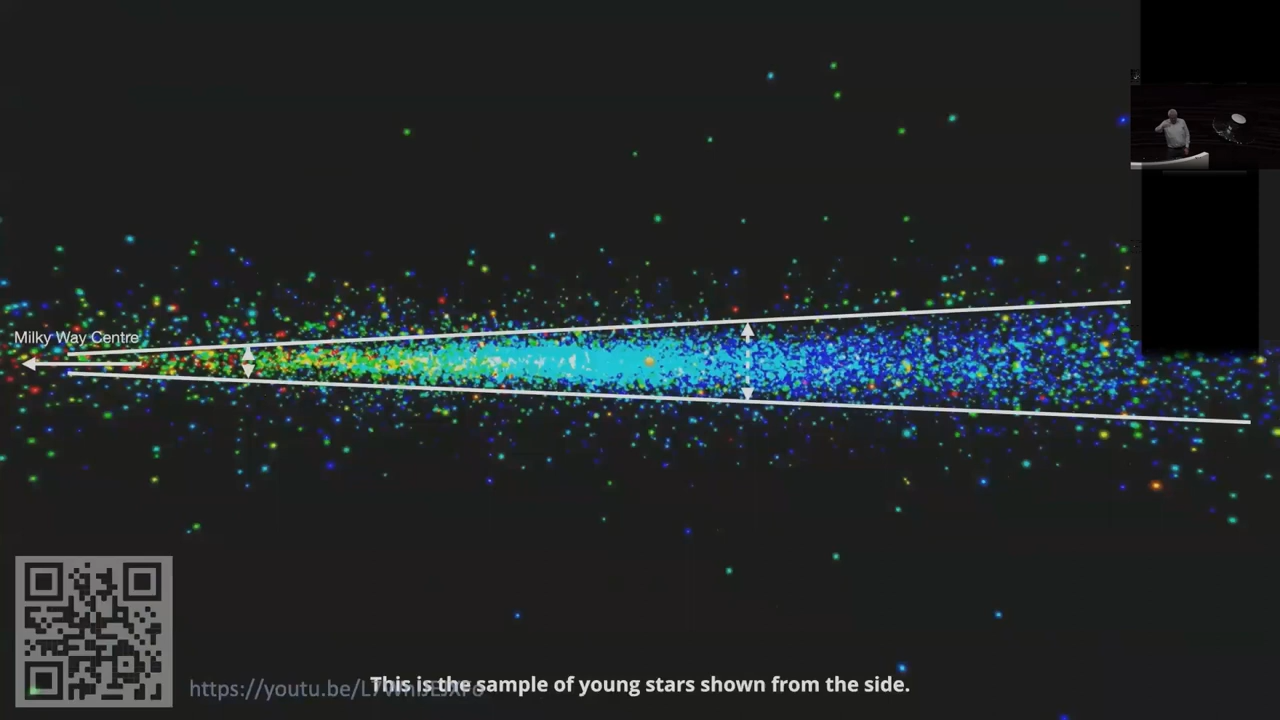 Milky Way Centre
https://youtu.be/
This is the sample of young stars shown from the side.